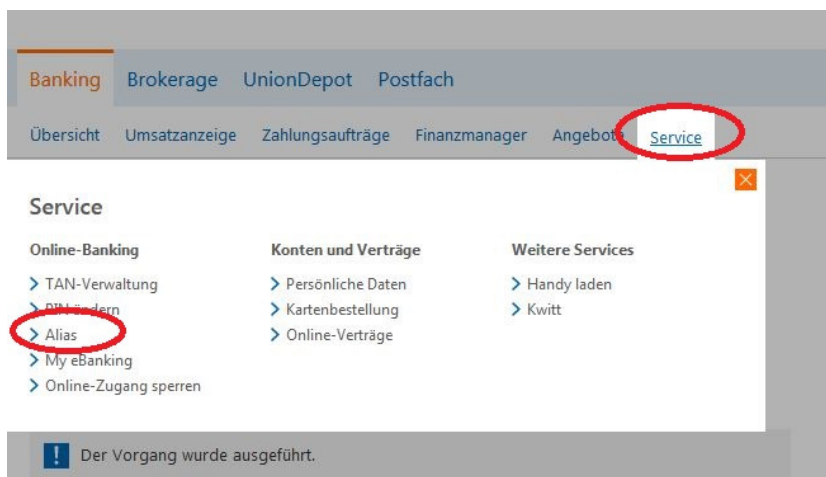 Banking Brokerage UnionDepot Postfach
Übersicht Umsatzanzeige Zahlungsaufträge Finanzmanager Angebote Service
Service
Online-Banking Konten und Verträge Weitere Services
TAN-Verwaltung Persönliche Daten Handy laden
PIN ändern Kartenbestellung Kwitt
Alias Online-Verträge
My eBanking
Online-Zugang sperren
! Der Vorgang wurde ausgeführt.